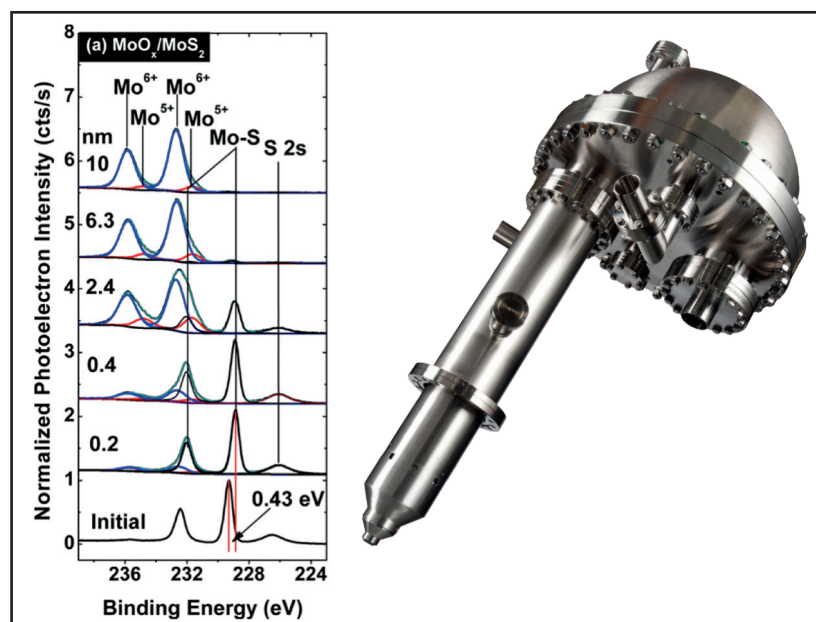 (a) MoOₓ/MoS₂
Mo⁶⁺ Mo⁶⁺
Mo⁵⁺ Mo⁵⁺
Mo-S
S 2s
nm
10
6.3
2.4
0.4
0.2
Initial
0.43 eV
8
7
6
5
4
3
2
1
0
Normalized Photoelectron Intensity (cts/s)
236 232 228 224
Binding Energy (eV)